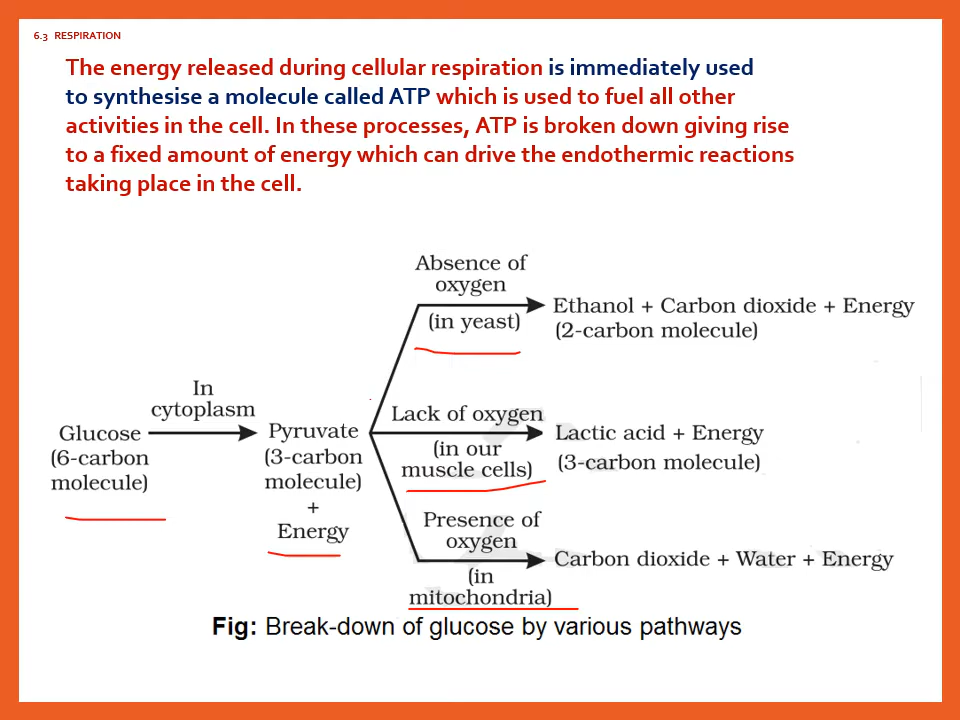 6.3 RESPIRATION
The energy released during cellular respiration is immediately used
to synthesise a molecule called ATP which is used to fuel all other
activities in the cell. In these processes, ATP is broken down giving rise
to a fixed amount of energy which can drive the endothermic reactions
taking place in the cell.
Absence of
oxygen
(in yeast)
Ethanol + Carbon dioxide + Energy
(2-carbon molecule)
In
cytoplasm
Glucose
(6-carbon
molecule)
Pyruvate
(3-carbon
molecule)
+
Energy
Lack of oxygen
(in our
muscle cells)
Lactic acid + Energy
(3-carbon molecule)
Presence of
oxygen
(in
mitochondria)
Carbon dioxide + Water + Energy
Fig: Break-down of glucose by various pathways